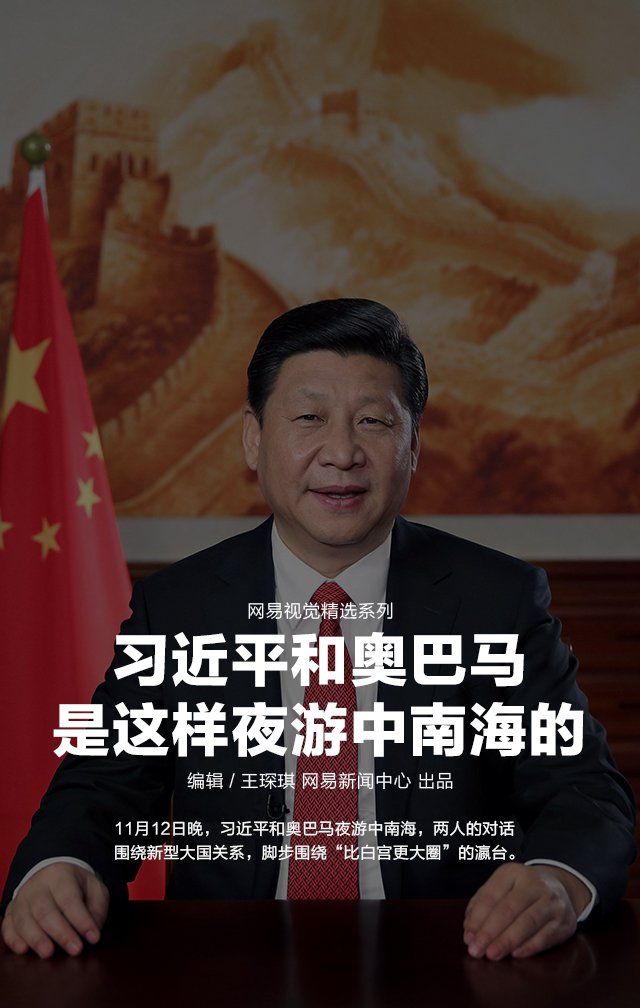 网易视觉精选系列
习近平和奥巴马
是这样夜游中南海的
编辑 / 王琛琪 网易新闻中心 出品
11月12日晚，习近平和奥巴马夜游中南海，两人的对话
围绕新型大国关系，脚步围绕“比白宫更大圈”的瀛台。